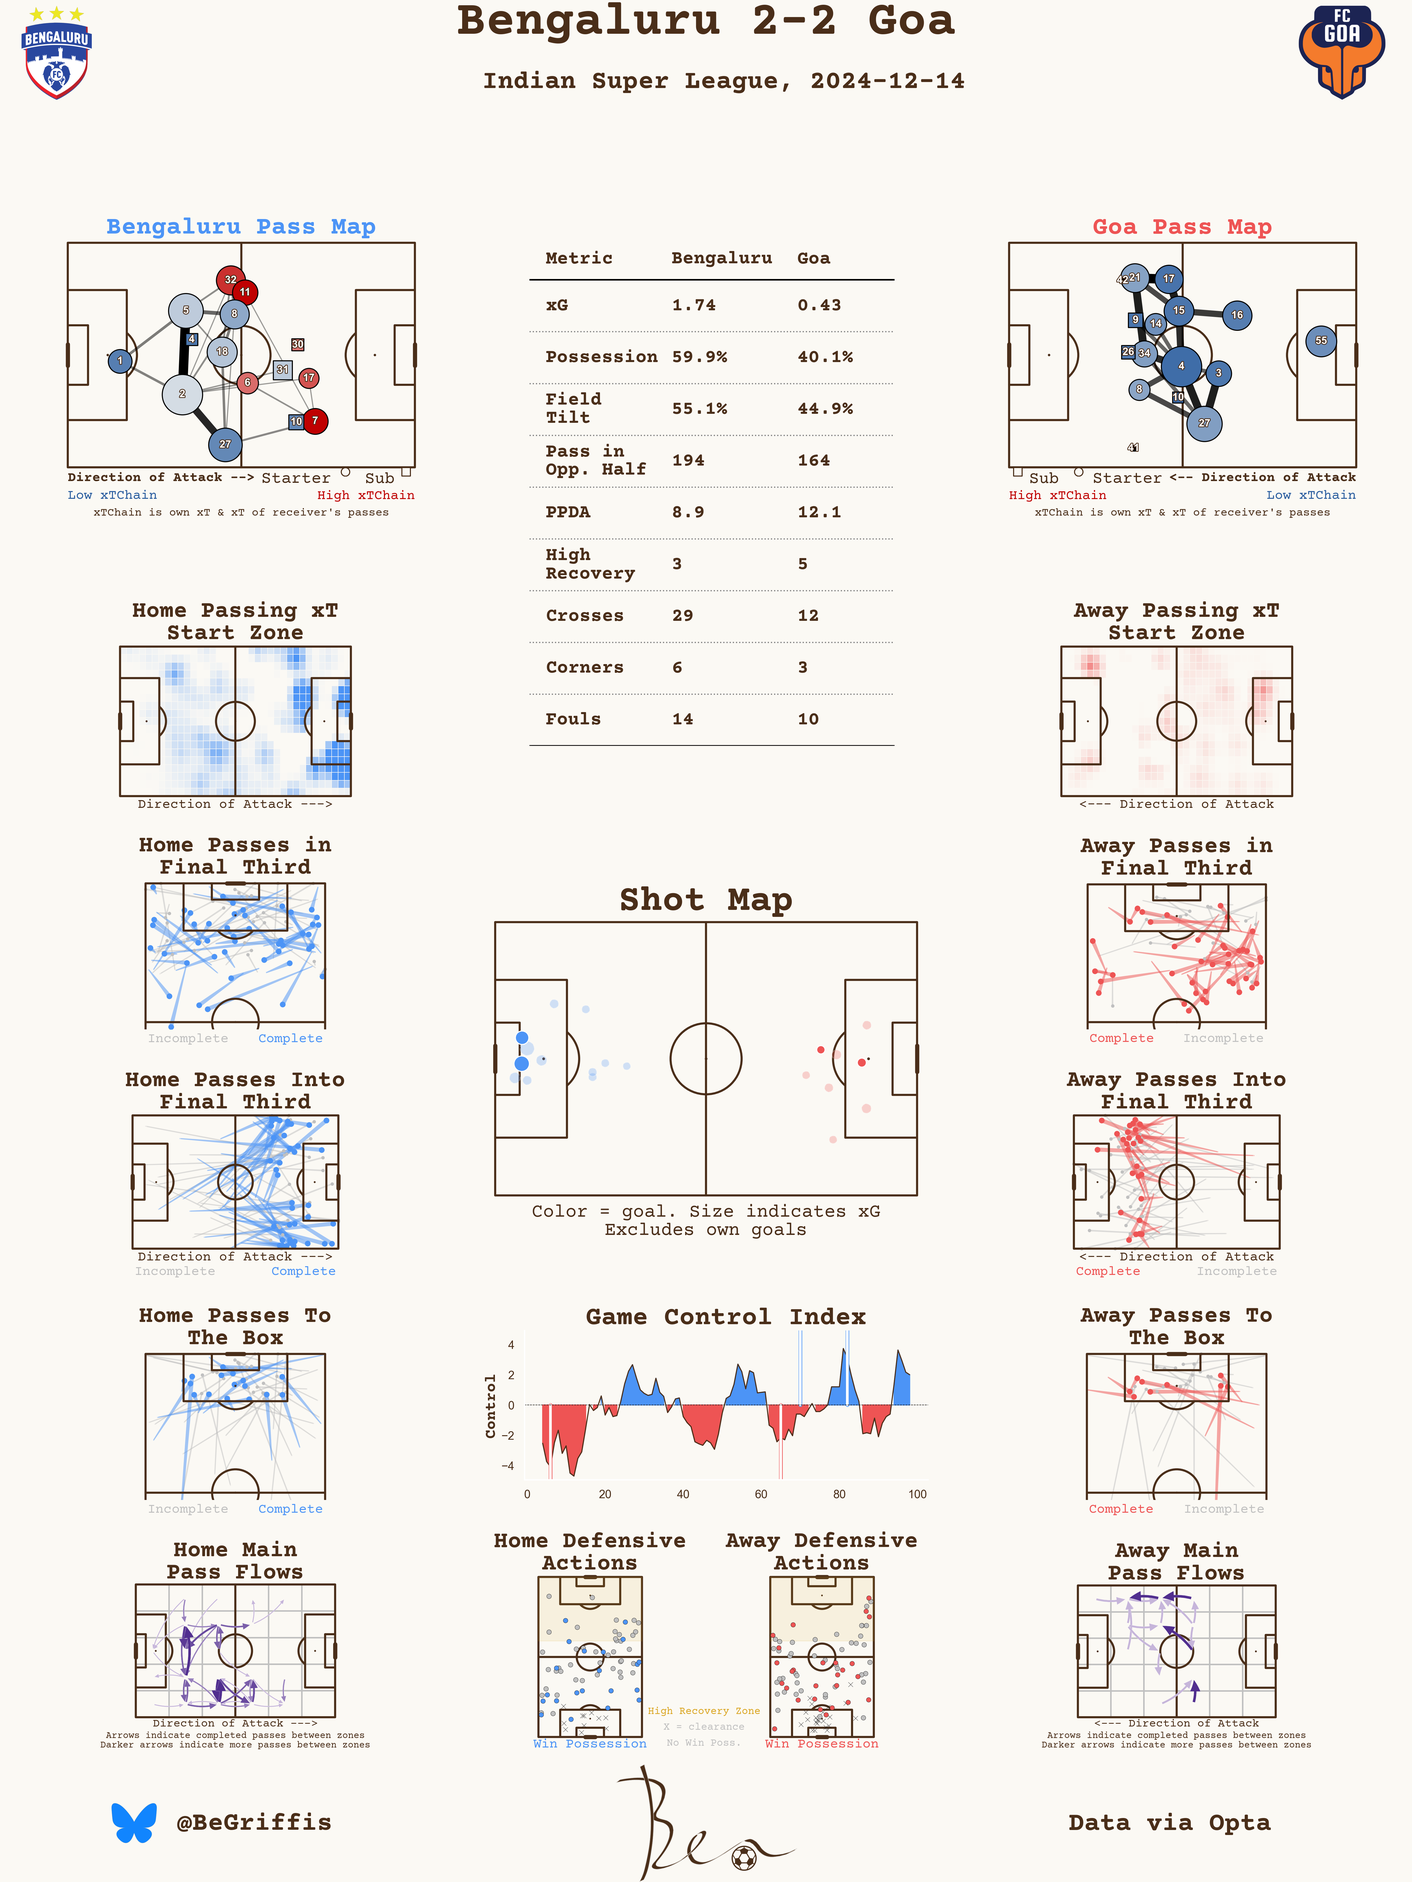 Bengaluru 2-2 Goa
Indian Super League, 2024-12-14
BENGALURU
FC
FC
GOA
Bengaluru Pass Map
32
11
5
8
4
18
30
1
31
17
6
2
10
7
27
Direction of Attack --> Starter Sub
Low xTChain High xTChain
xTChain is own xT & xT of receiver's passes
Metric Bengaluru Goa
xG 1.74 0.43
Possession 59.9% 40.1%
Field
Tilt 55.1% 44.9%
Pass in
Opp. Half 194 164
PPDA 8.9 12.1
High
Recovery 3 5
Crosses 29 12
Corners 6 3
Fouls 14 10
Goa Pass Map
42
21
17
15
9
14
16
55
26
34
4
3
8
10
27
41
Sub Starter <-- Direction of Attack
High xTChain Low xTChain
xTChain is own xT & xT of receiver's passes
Home Passing xT
Start Zone
Direction of Attack --->
Away Passing xT
Start Zone
<--- Direction of Attack
Home Passes in
Final Third
Incomplete Complete
Away Passes in
Final Third
Complete Incomplete
Shot Map
Color = goal. Size indicates xG
Excludes own goals
Home Passes Into
Final Third
Direction of Attack --->
Incomplete Complete
Away Passes Into
Final Third
<--- Direction of Attack
Complete Incomplete
Home Passes To
The Box
Incomplete Complete
Game Control Index
Control
4
2
0
−2
−4
0 20 40 60 80 100
Away Passes To
The Box
Complete Incomplete
Home Main
Pass Flows
Direction of Attack --->
Arrows indicate completed passes between zones
Darker arrows indicate more passes between zones
Home Defensive
Actions
Win Possession
High Recovery Zone
X = clearance
No Win Poss.
Away Defensive
Actions
Win Possession
Away Main
Pass Flows
<--- Direction of Attack
Arrows indicate completed passes between zones
Darker arrows indicate more passes between zones
@BeGriffis
Ben
Data via Opta